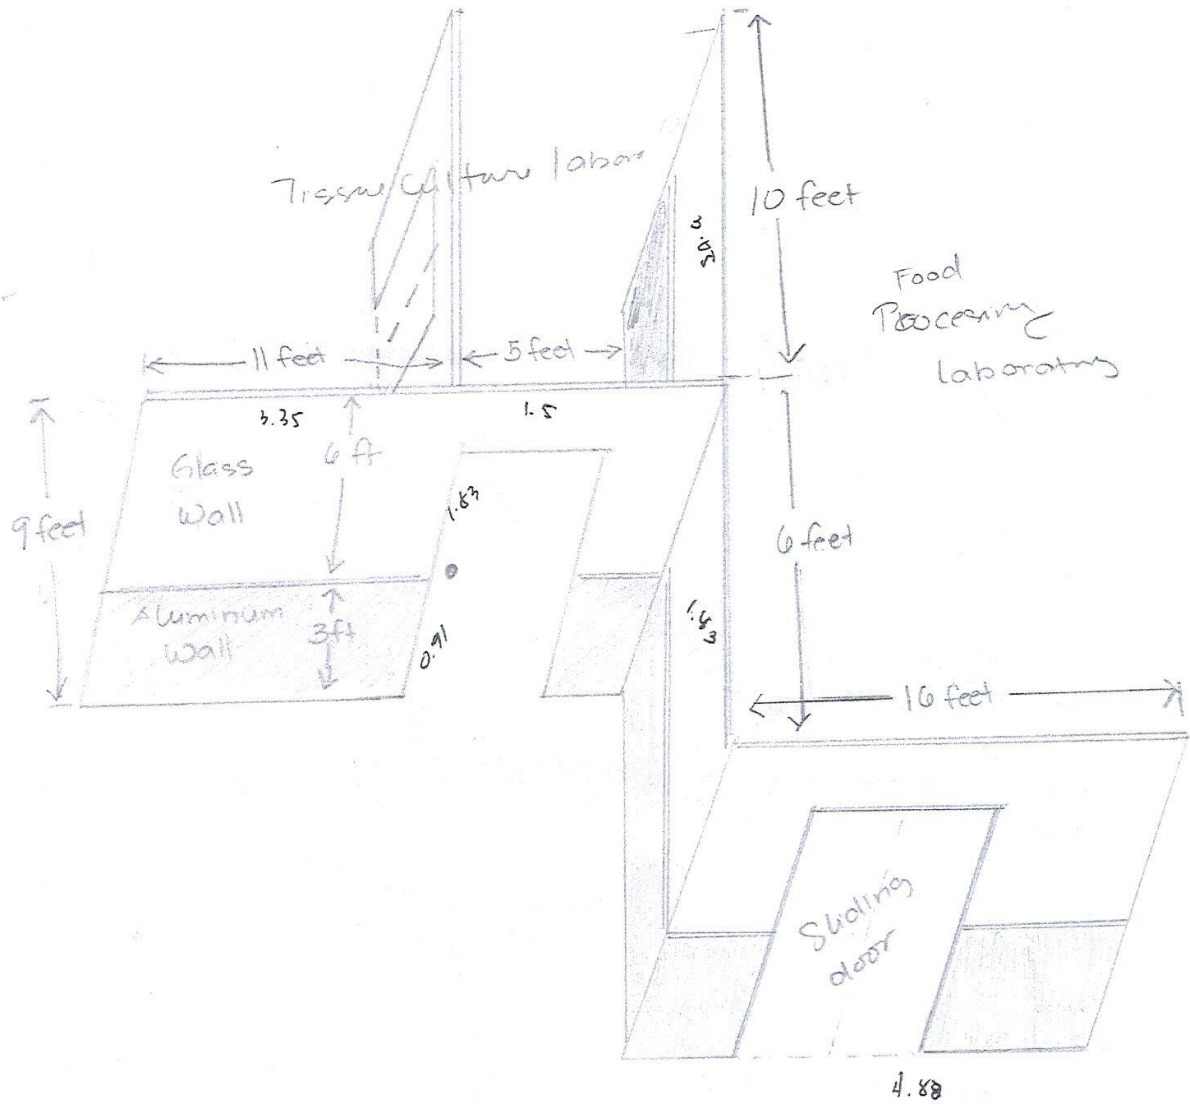 Tissue Culture labor
10 feet
3.05
Food
Processing
laboratory
11 feet
5 feet
3.35
1.5
6 ft
Glass
Wall
1.83
9 feet
6 feet
Aluminum
Wall
3ft
0.91
1.83
16 feet
Sliding
door
4.88